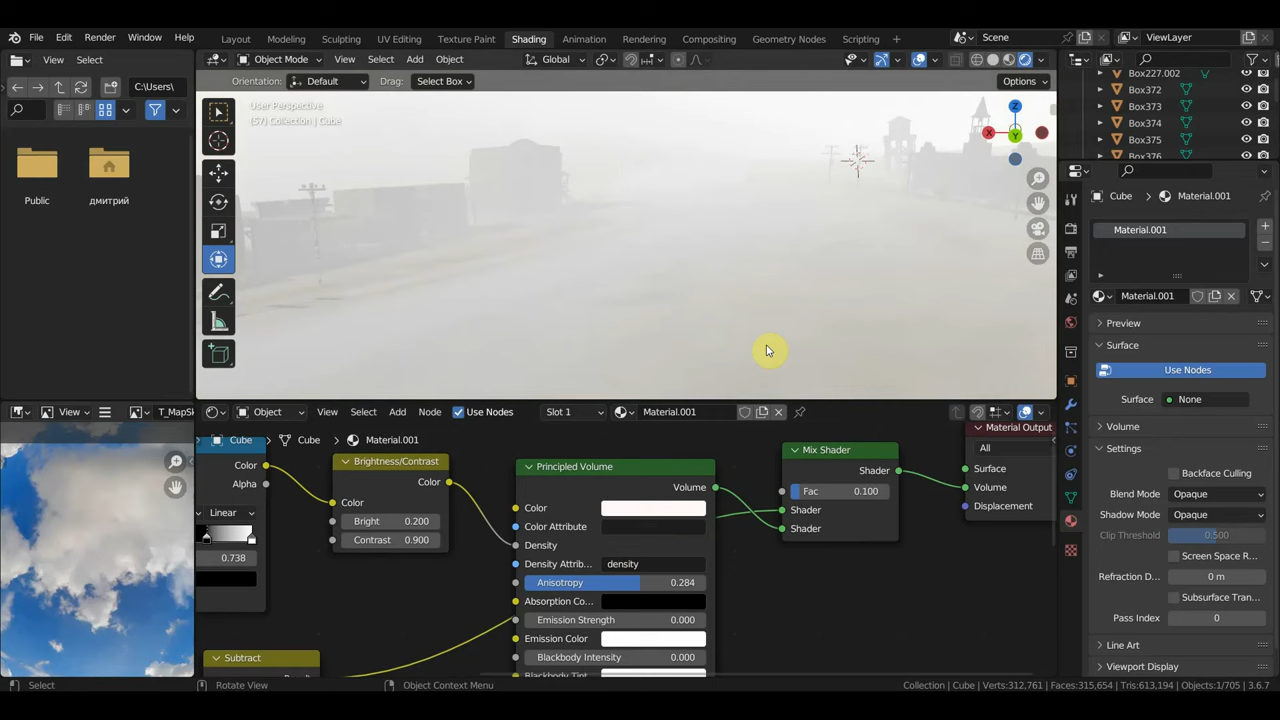 File Edit Render Window Help
Layout Modeling Sculpting UV Editing Texture Paint Shading Animation Rendering Compositing Geometry Nodes Scripting +
Scene
ViewLayer
View Select
Object Mode View Select Add Object
Global
C:\Users\
Orientation: Default Drag: Select Box
Options
User Perspective
(57) Collection | Cube
Z
X
Y
Public
дмитрий
Box227.002
Box372
Box373
Box374
Box375
Box376
Cube Material.001
Material.001
Material.001
Preview
Surface
Use Nodes
Surface None
Volume
Settings
Backface Culling
Blend Mode Opaque
Shadow Mode Opaque
Clip Threshold 0.500
Screen Space R...
Refraction D... 0 m
Subsurface Tran...
Pass Index 0
Line Art
Viewport Display
View
T_MapSk
Object View Select Add Node Use Nodes Slot 1 Material.001
Cube Cube Material.001
Color
Alpha
Linear
0.738
Brightness/Contrast
Color
Color
Bright 0.200
Contrast 0.900
Subtract
Principled Volume
Volume
Color
Color Attribute
Density
Density Attrib... density
Anisotropy 0.284
Absorption Co...
Emission Strength 0.000
Emission Color
Blackbody Intensity 0.000
Blackbody Tint
Mix Shader
Shader
Fac 0.100
Shader
Shader
Material Output
All
Surface
Volume
Displacement
Select
Rotate View
Object Context Menu
Collection | Cube | Verts:312,761 | Faces:315,654 | Tris:613,194 | Objects:1/705 | 3.6.7